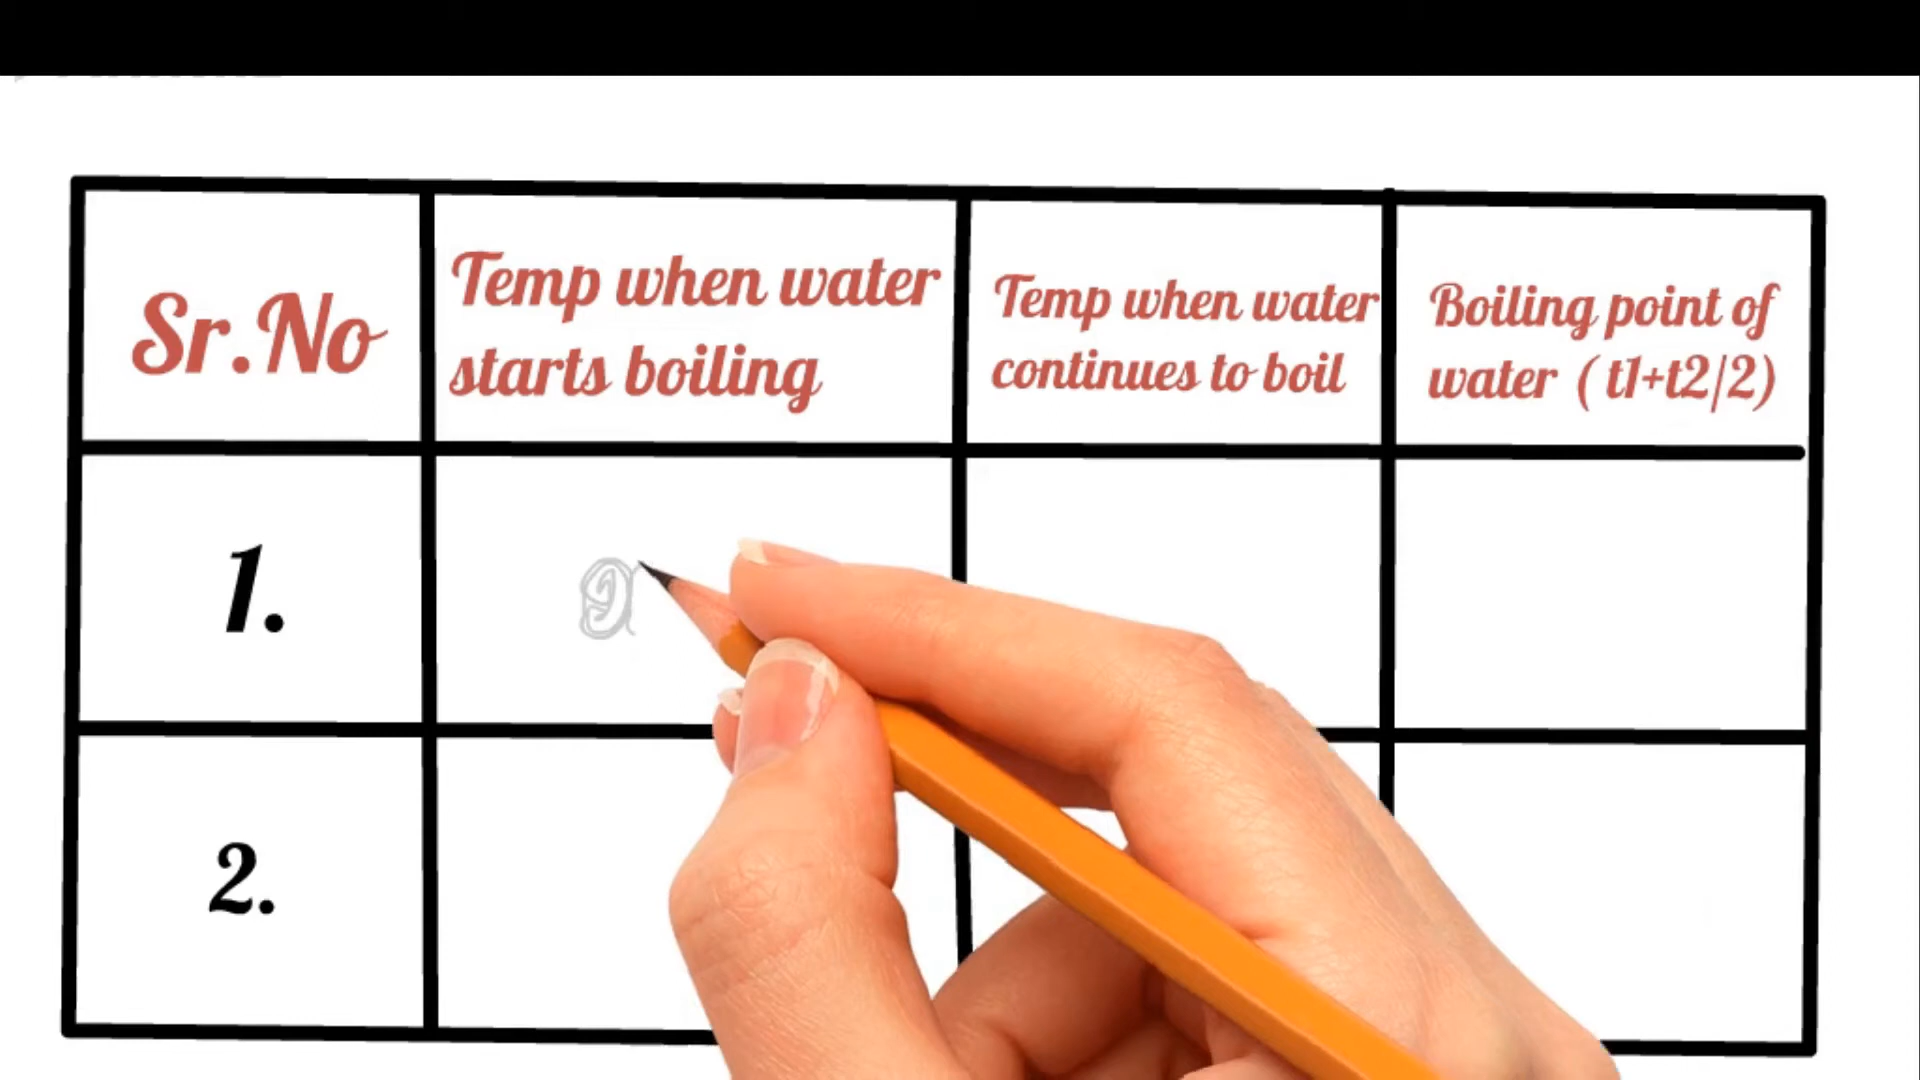 Sr.No
Temp when water
starts boiling
Temp when water
continues to boil
Boiling point of
water ( t1+t2/2)
1.
9
2.